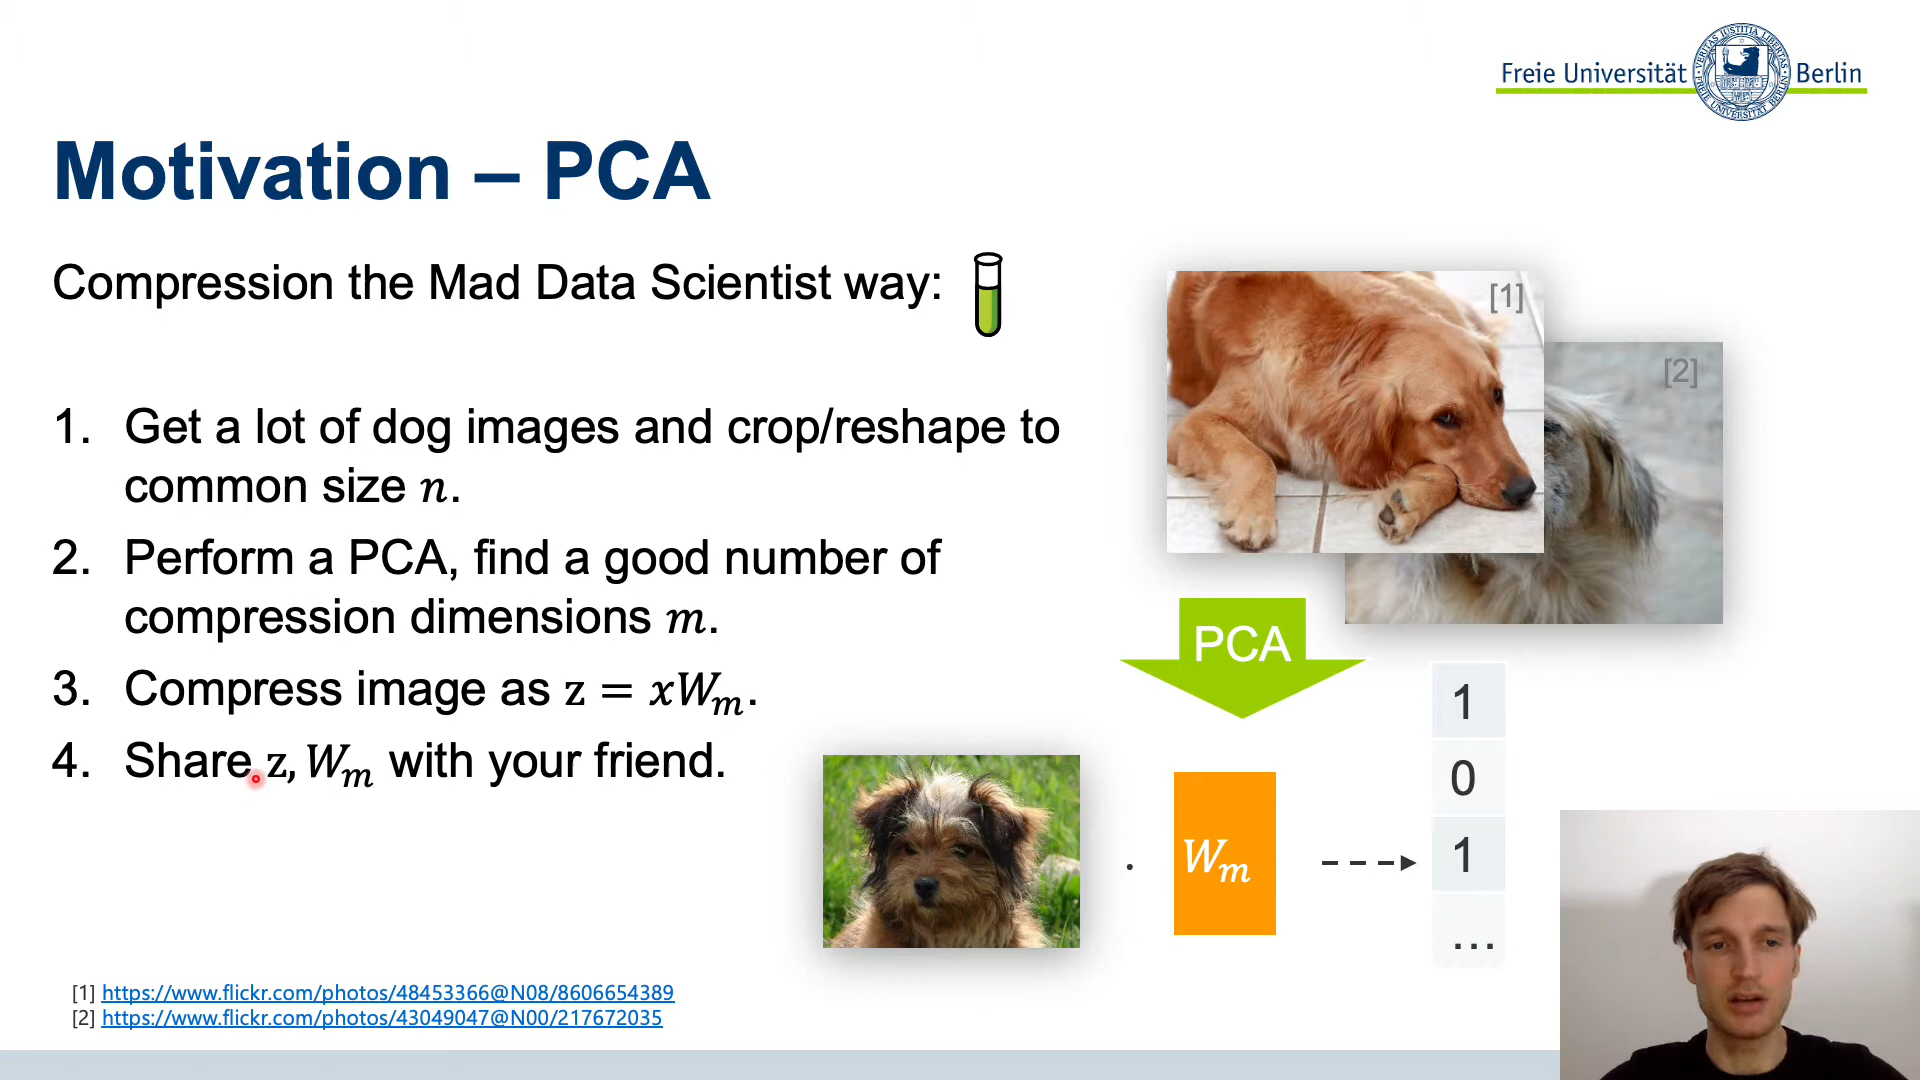 Freie Universität Berlin
Motivation – PCA
Compression the Mad Data Scientist way:
1. Get a lot of dog images and crop/reshape to
common size n.
2. Perform a PCA, find a good number of
compression dimensions m.
3. Compress image as z = xWₘ.
4. Share z, Wₘ with your friend.
[1]
[2]
PCA
· Wₘ
1
0
1
...
[1] https://www.flickr.com/photos/48453366@N08/8606654389
[2] https://www.flickr.com/photos/43049047@N00/217672035